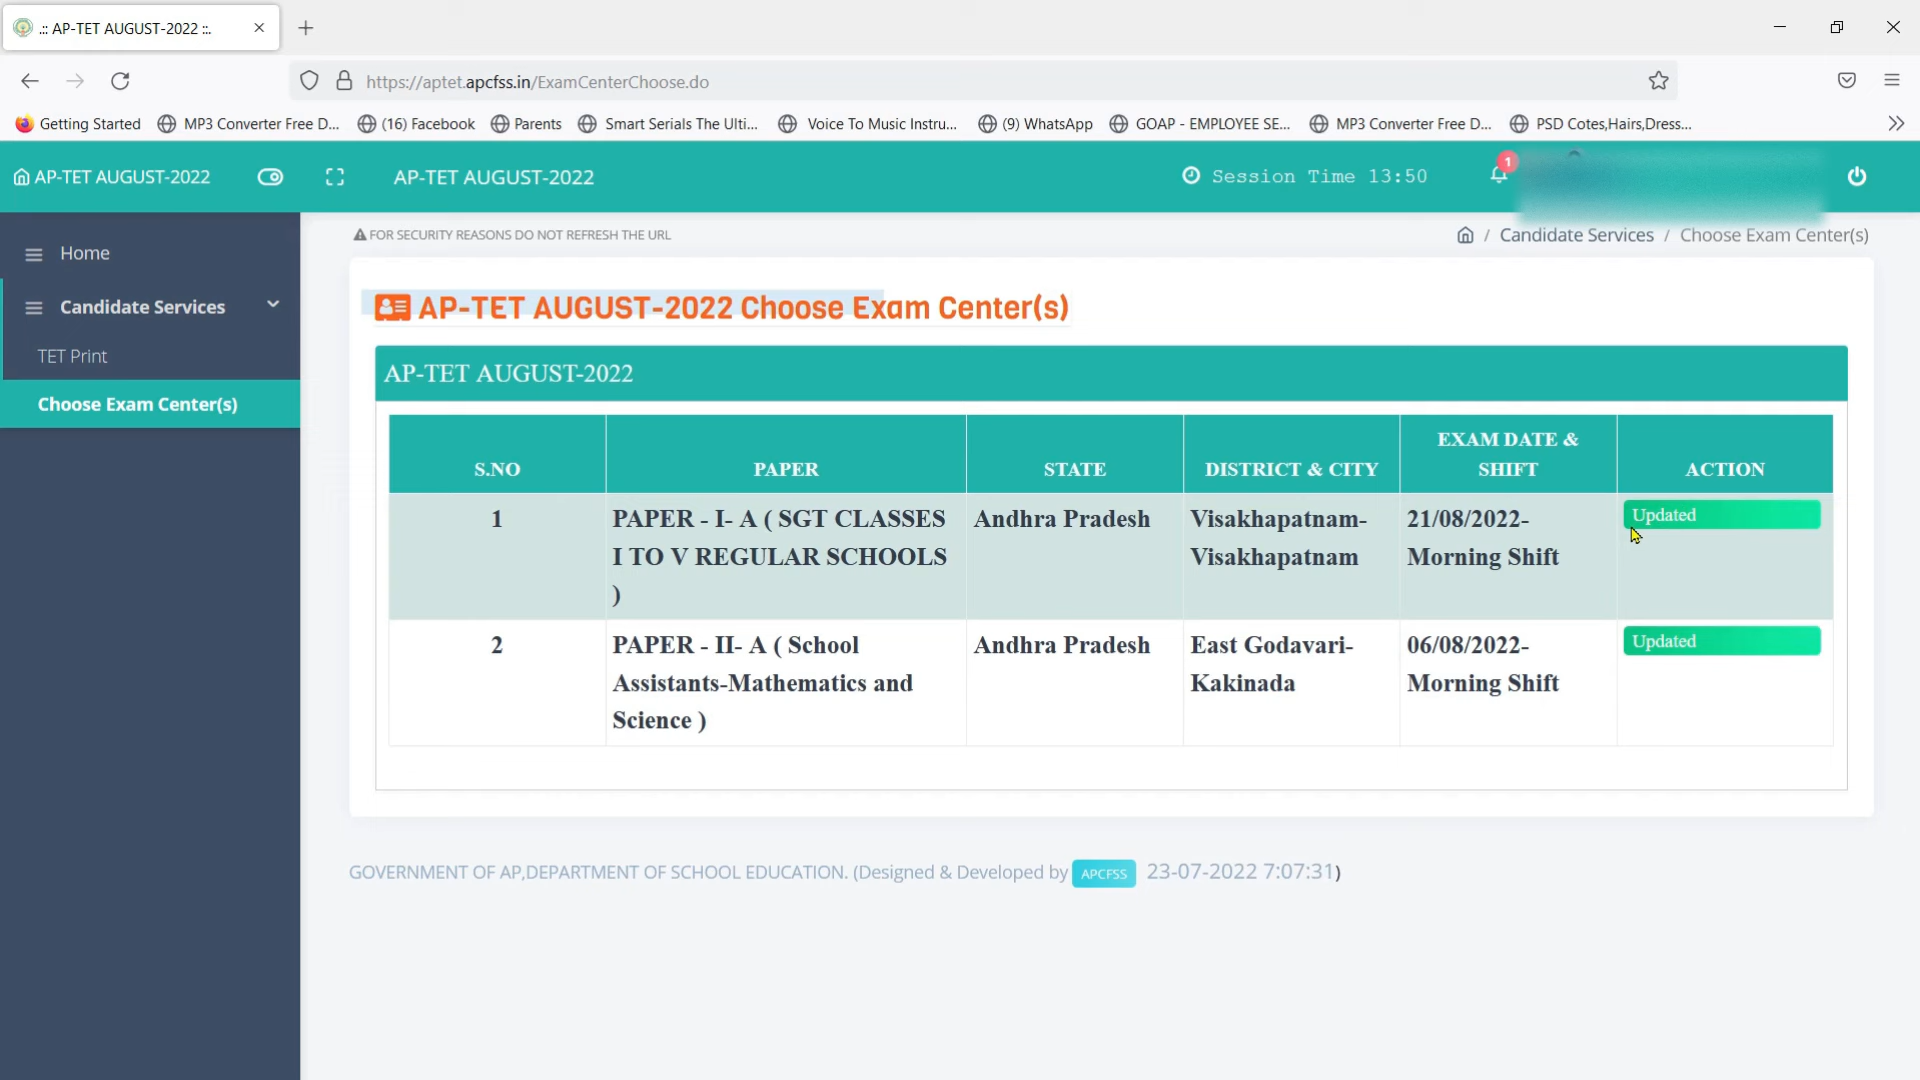 .:: AP-TET AUGUST-2022 ::.
https://aptet.apcfss.in/ExamCenterChoose.do
Getting Started
MP3 Converter Free D...
(16) Facebook
Parents
Smart Serials The Ulti...
Voice To Music Instru...
(9) WhatsApp
GOAP - EMPLOYEE SE...
MP3 Converter Free D...
PSD Cotes,Hairs,Dress...
AP-TET AUGUST-2022
AP-TET AUGUST-2022
Session Time 13:50
1
Home
Candidate Services
TET Print
Choose Exam Center(s)
FOR SECURITY REASONS DO NOT REFRESH THE URL
/ Candidate Services / Choose Exam Center(s)
AP-TET AUGUST-2022 Choose Exam Center(s)
AP-TET AUGUST-2022
S.NO
PAPER
STATE
DISTRICT & CITY
EXAM DATE &
SHIFT
ACTION
1
PAPER - I- A ( SGT CLASSES
I TO V REGULAR SCHOOLS
)
Andhra Pradesh
Visakhapatnam-
Visakhapatnam
21/08/2022-
Morning Shift
Updated
2
PAPER - II- A ( School
Assistants-Mathematics and
Science )
Andhra Pradesh
East Godavari-
Kakinada
06/08/2022-
Morning Shift
Updated
GOVERNMENT OF AP,DEPARTMENT OF SCHOOL EDUCATION. (Designed & Developed by APCFSS 23-07-2022 7:07:31)